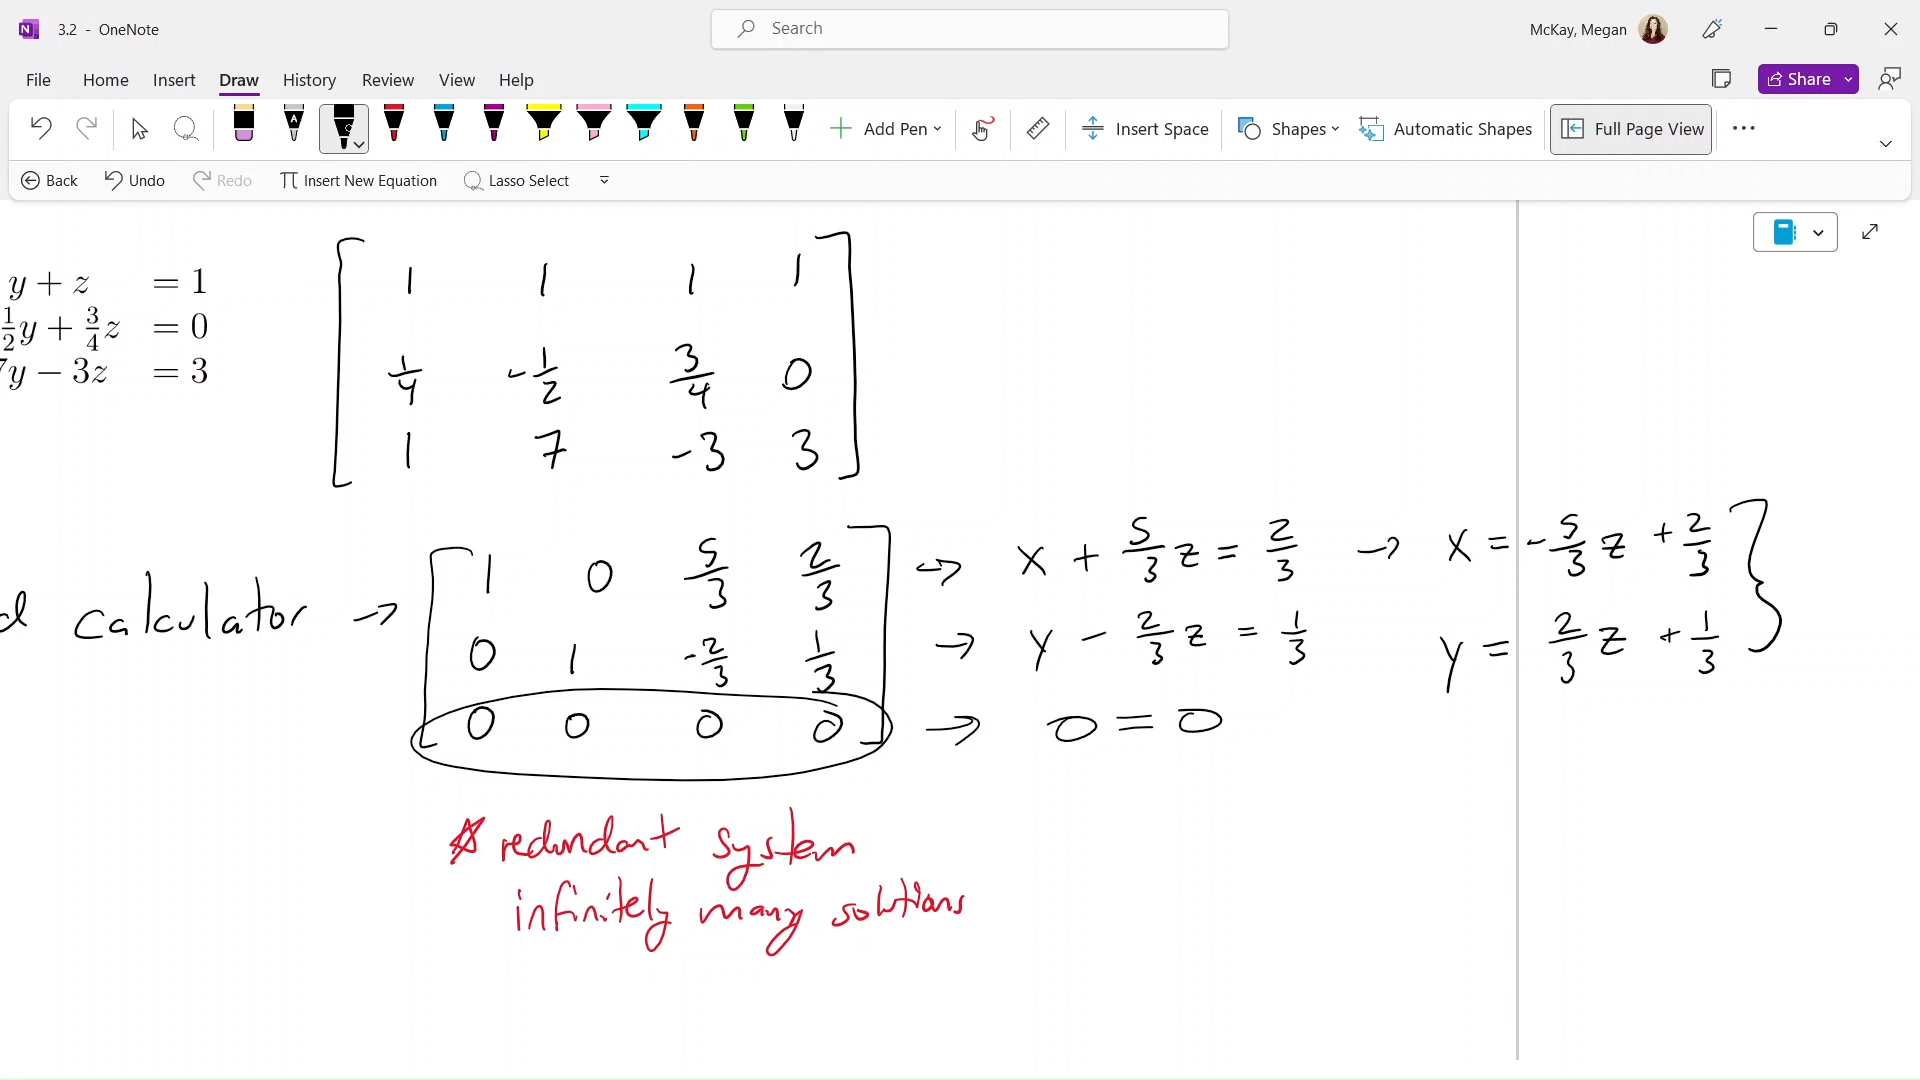 3.2 - OneNote
Search
McKay, Megan
File Home Insert Draw History Review View Help
Share
Add Pen Insert Space Shapes Automatic Shapes Full Page View
Back Undo Redo Insert New Equation Lasso Select
y + z = 1
1/2 y + 3/4 z = 0
7y − 3z = 3
1 1 1 1
1/4 -1/2 3/4 0
1 7 -3 3
d calculator →
1 0 5/3 2/3 → x + 5/3 z = 2/3 → x = -5/3 z + 2/3
0 1 -2/3 1/3 → y - 2/3 z = 1/3 y = 2/3 z + 1/3
0 0 0 0 → 0 = 0
☆ redundant system
infinitely many solutions